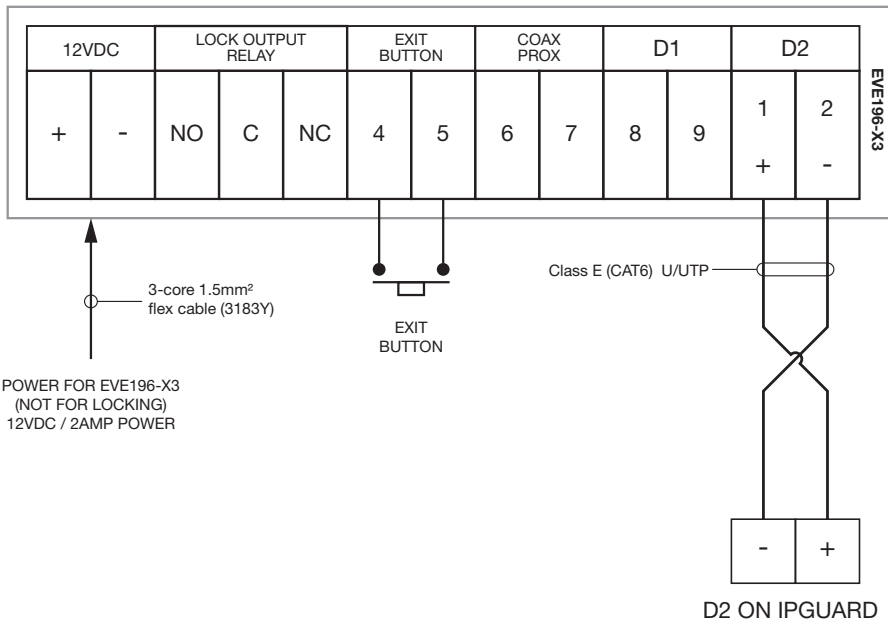 12VDC
LOCK OUTPUT
RELAY
EXIT
BUTTON
COAX
PROX
D1
D2
+
-
NO
C
NC
4
5
6
7
8
9
1
+
2
-
EVE196-X3
3-core 1.5mm²
flex cable (3183Y)
POWER FOR EVE196-X3
(NOT FOR LOCKING)
12VDC / 2AMP POWER
EXIT
BUTTON
Class E (CAT6) U/UTP
-
+
D2 ON IPGUARD